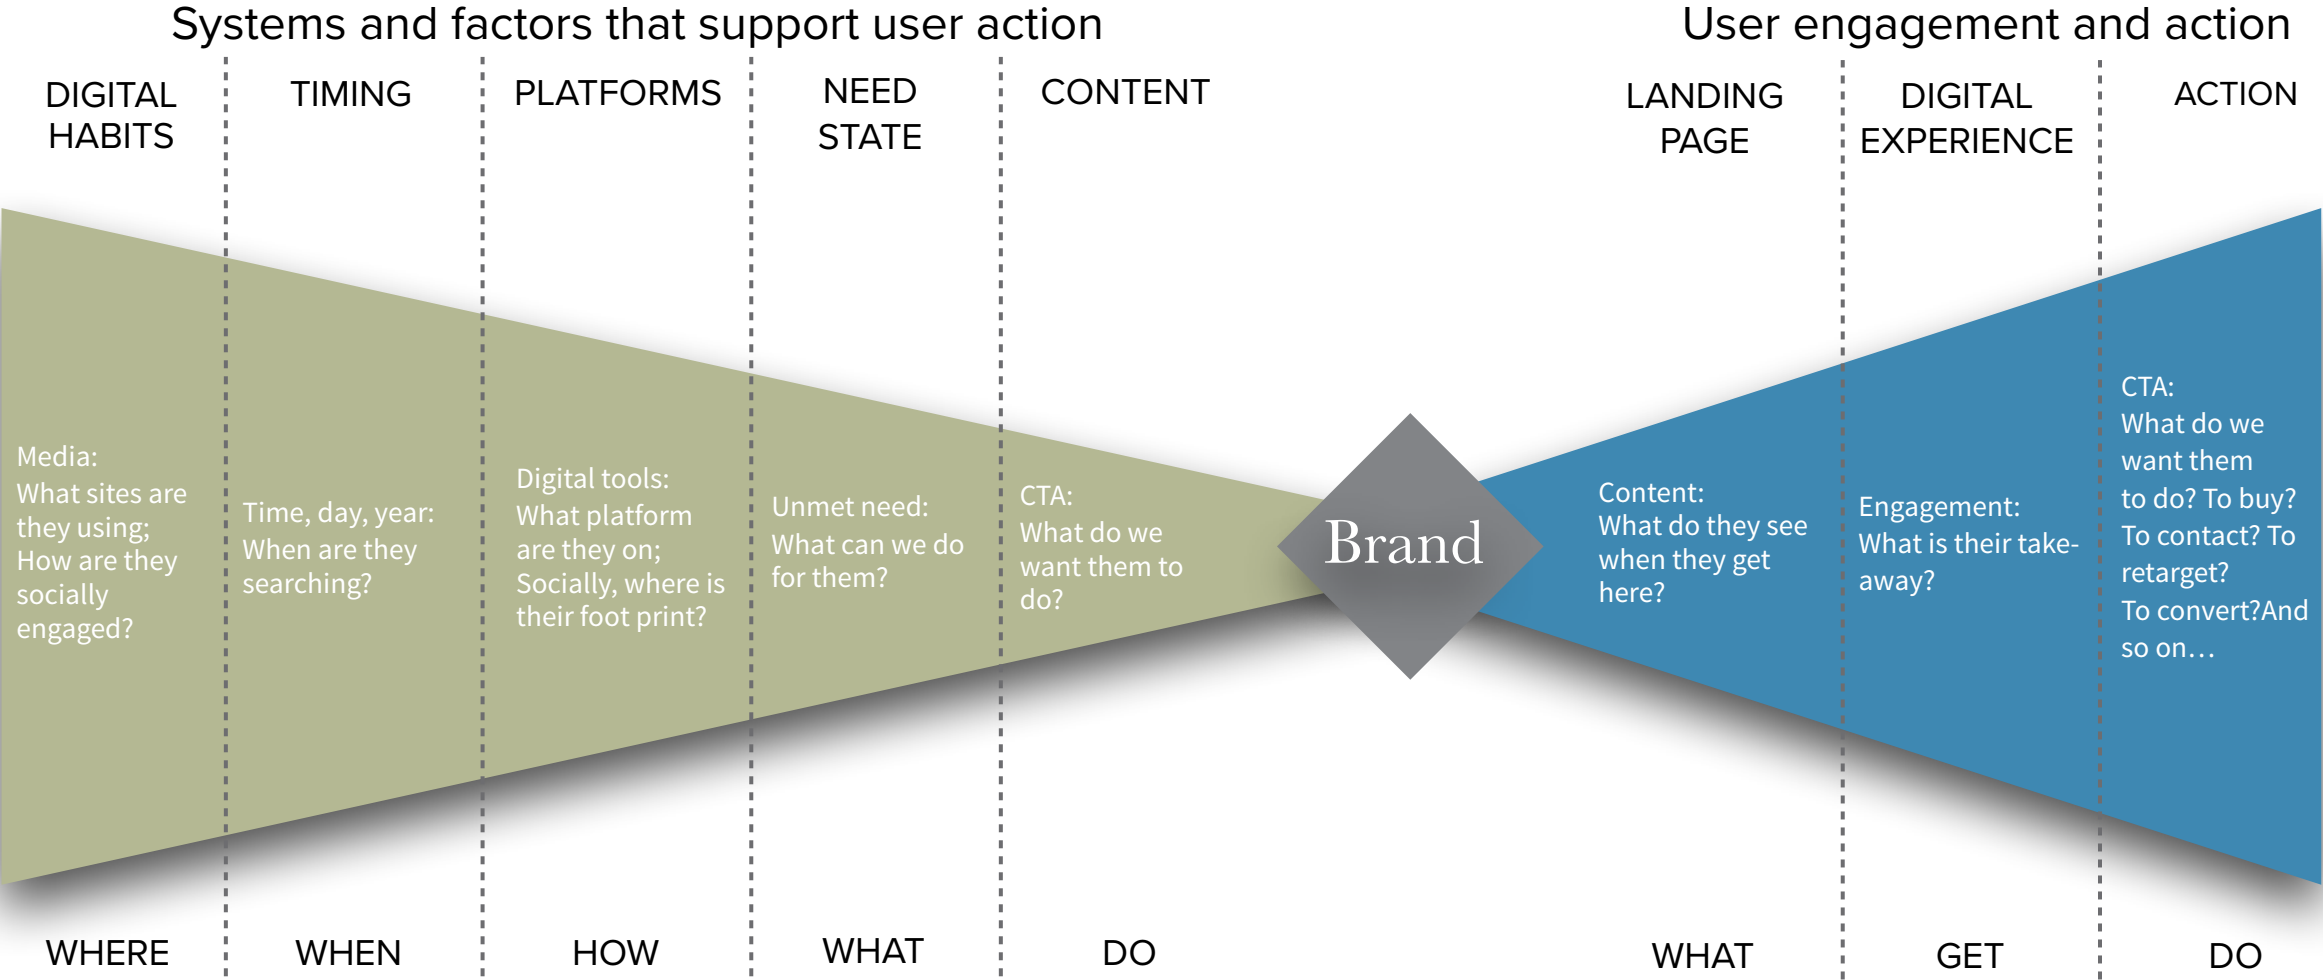 Systems and factors that support user action
User engagement and action
DIGITAL
HABITS
TIMING
PLATFORMS
NEED
STATE
CONTENT
LANDING
PAGE
DIGITAL
EXPERIENCE
ACTION
Media:
What sites are
they using;
How are they
socially
engaged?
Time, day, year:
When are they
searching?
Digital tools:
What platform
are they on;
Socially, where is
their foot print?
Unmet need:
What can we do
for them?
CTA:
What do we
want them to
do?
Brand
Content:
What do they see
when they get
here?
Engagement:
What is their take-
away?
CTA:
What do we
want them
to do? To buy?
To contact? To
retarget?
To convert?And
so on…
WHERE
WHEN
HOW
WHAT
DO
WHAT
GET
DO